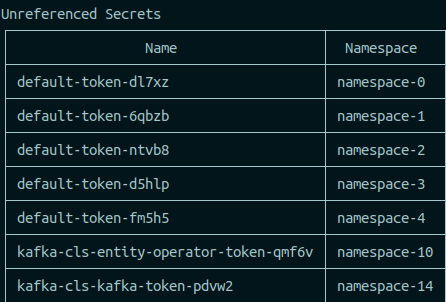 Unreferenced Secrets
Name Namespace
default-token-dl7xz namespace-0
default-token-6qbzb namespace-1
default-token-ntvb8 namespace-2
default-token-d5hlp namespace-3
default-token-fm5h5 namespace-4
kafka-cls-entity-operator-token-qmf6v namespace-10
kafka-cls-kafka-token-pdvw2 namespace-14